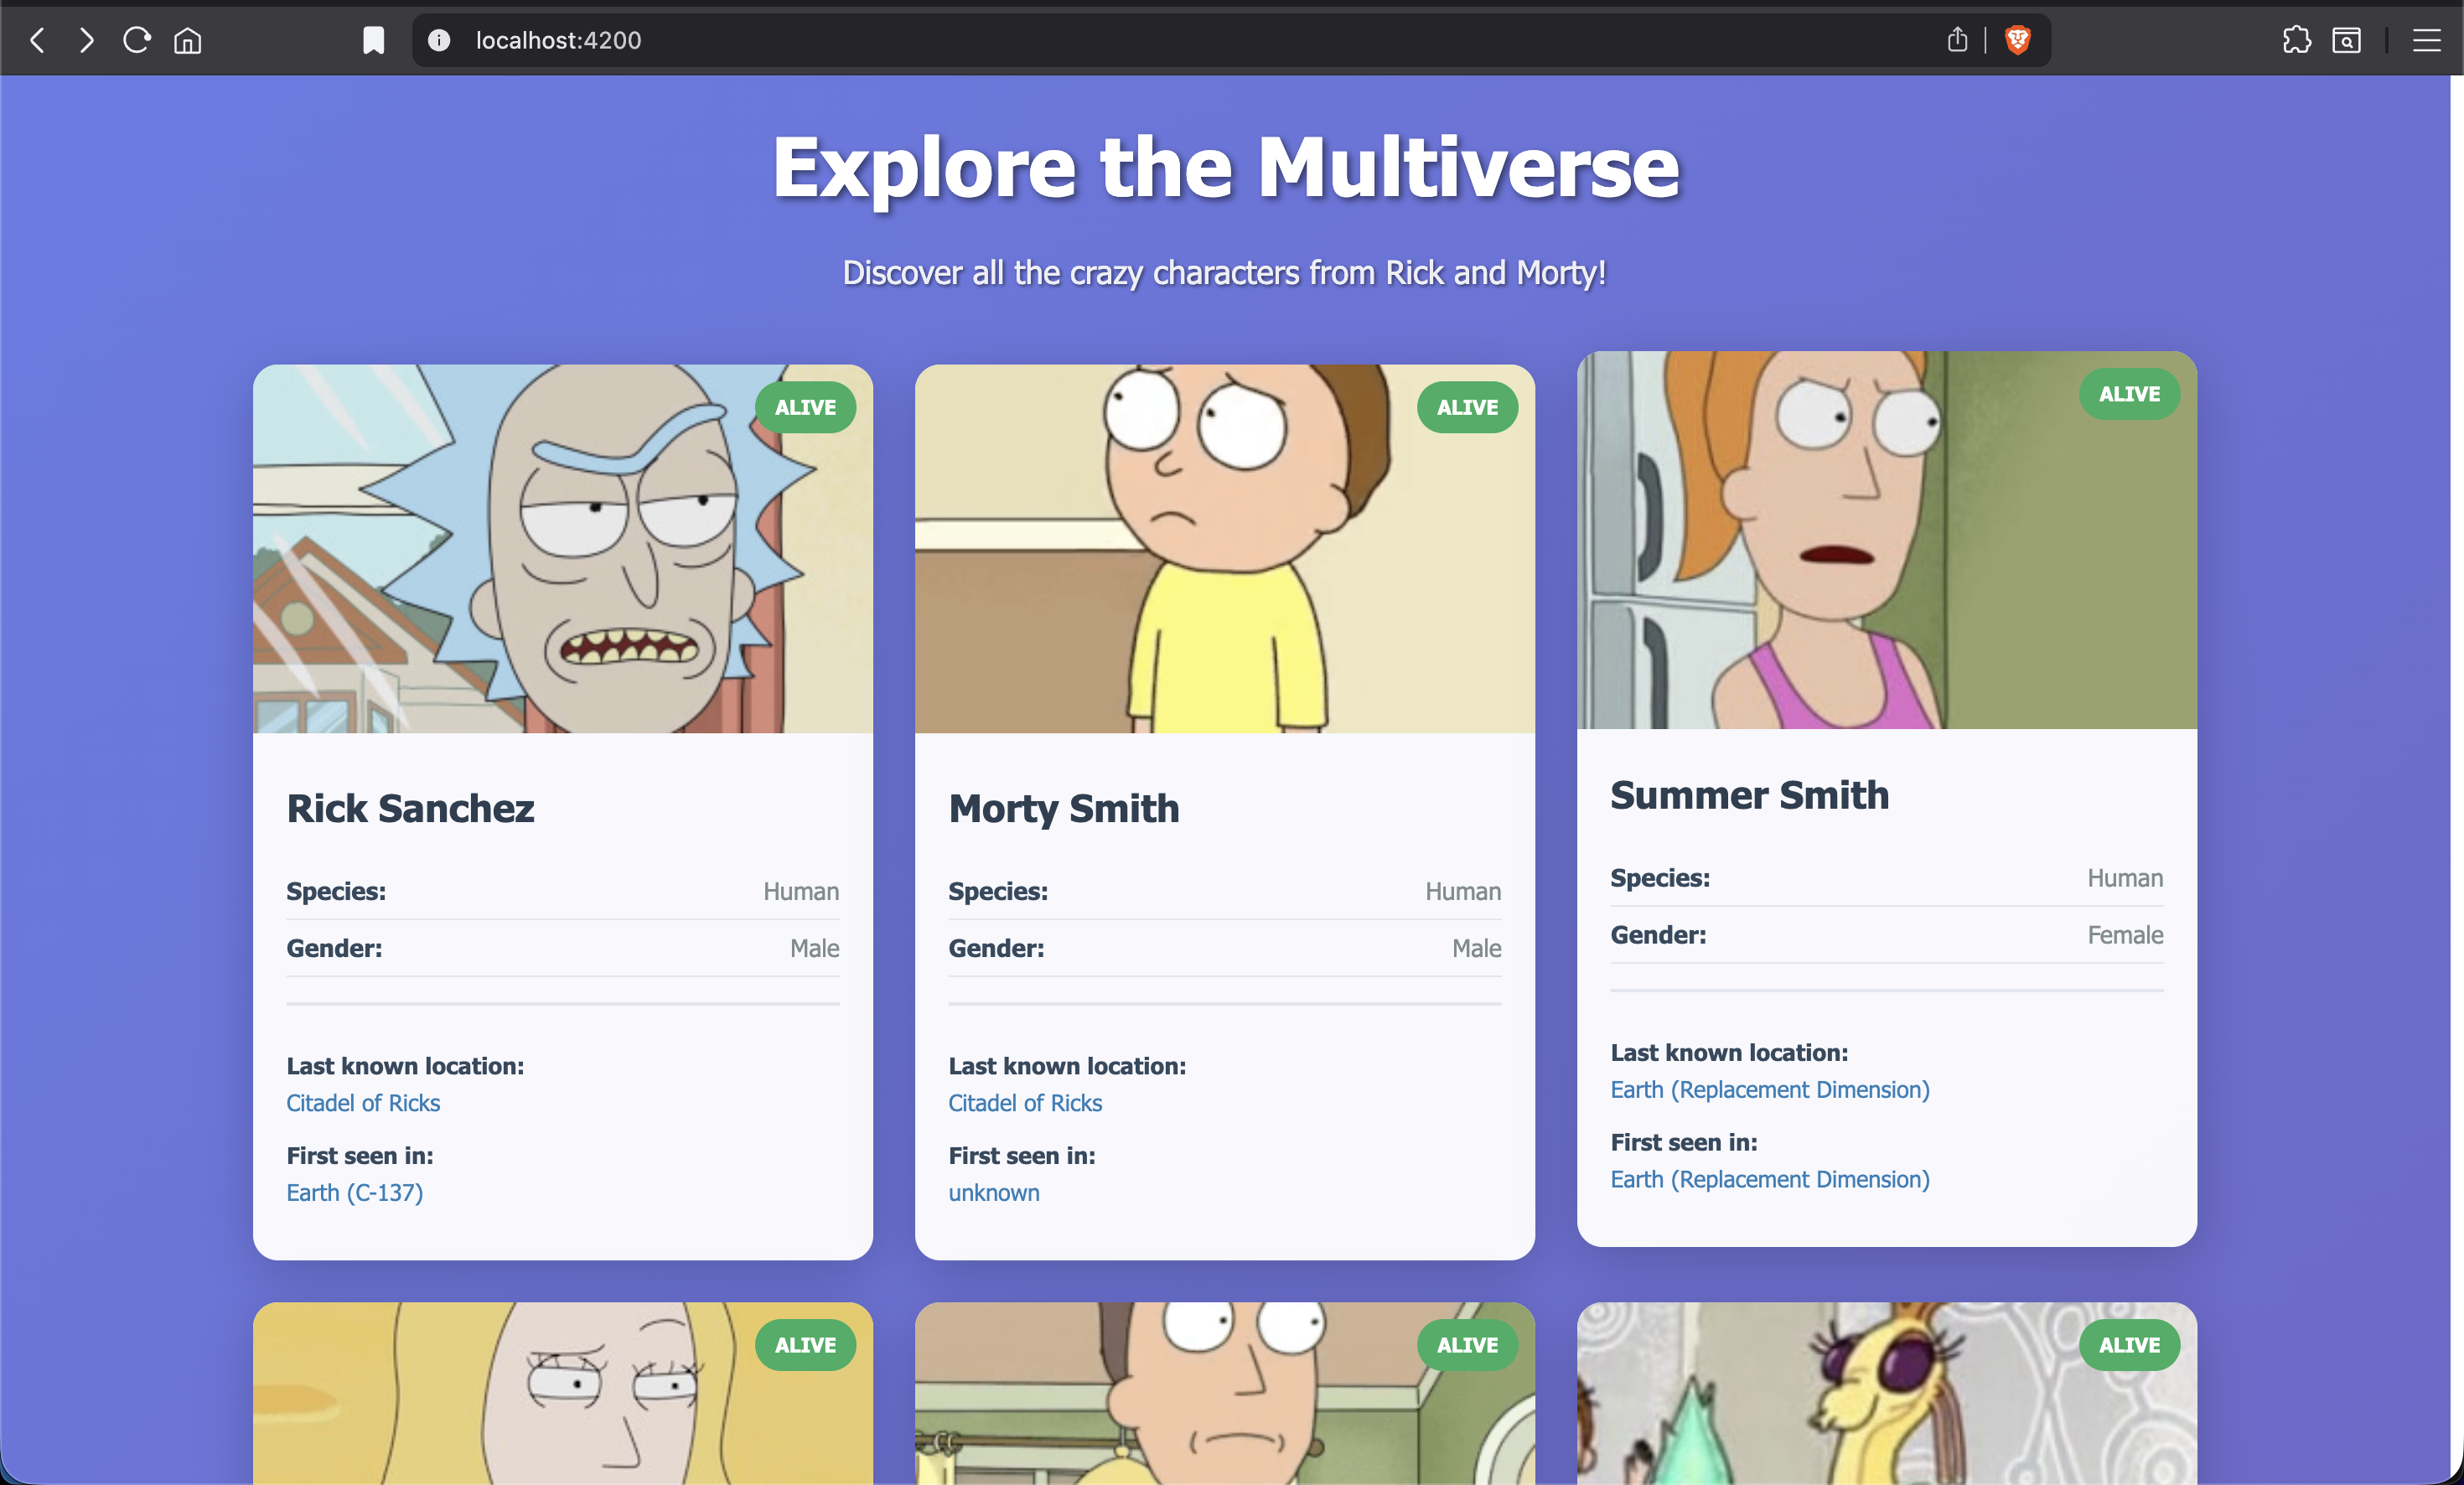 localhost:4200
Explore the Multiverse
Discover all the crazy characters from Rick and Morty!
ALIVE
Rick Sanchez
Species: Human
Gender: Male
Last known location:
Citadel of Ricks
First seen in:
Earth (C-137)
ALIVE
Morty Smith
Species: Human
Gender: Male
Last known location:
Citadel of Ricks
First seen in:
unknown
ALIVE
Summer Smith
Species: Human
Gender: Female
Last known location:
Earth (Replacement Dimension)
First seen in:
Earth (Replacement Dimension)
ALIVE
ALIVE
ALIVE